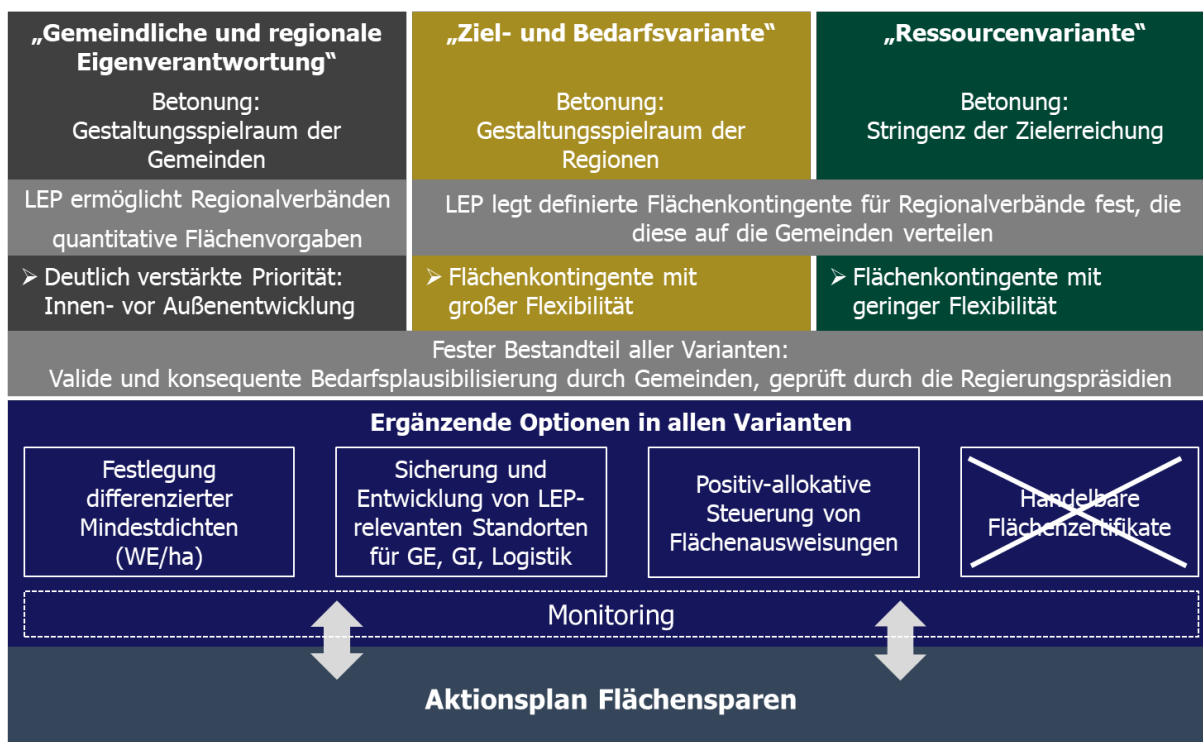 „Gemeindliche und regionale
Eigenverantwortung“
Betonung:
Gestaltungsspielraum der
Gemeinden
„Ziel- und Bedarfsvariante“
Betonung:
Gestaltungsspielraum der
Regionen
„Ressourcenvariante“
Betonung:
Stringenz der Zielerreichung
LEP ermöglicht Regionalverbänden
quantitative Flächenvorgaben
LEP legt definierte Flächenkontingente für Regionalverbände fest, die
diese auf die Gemeinden verteilen
➢ Deutlich verstärkte Priorität:
Innen- vor Außenentwicklung
➢ Flächenkontingente mit
großer Flexibilität
➢ Flächenkontingente mit
geringer Flexibilität
Fester Bestandteil aller Varianten:
Valide und konsequente Bedarfsplausibilisierung durch Gemeinden, geprüft durch die Regierungspräsidien
Ergänzende Optionen in allen Varianten
Festlegung
differenzierter
Mindestdichten
(WE/ha)
Sicherung und
Entwicklung von LEP-
relevanten Standorten
für GE, GI, Logistik
Positiv-allokative
Steuerung von
Flächenausweisungen
Handelbare
Flächenzertifikate
Monitoring
Aktionsplan Flächensparen